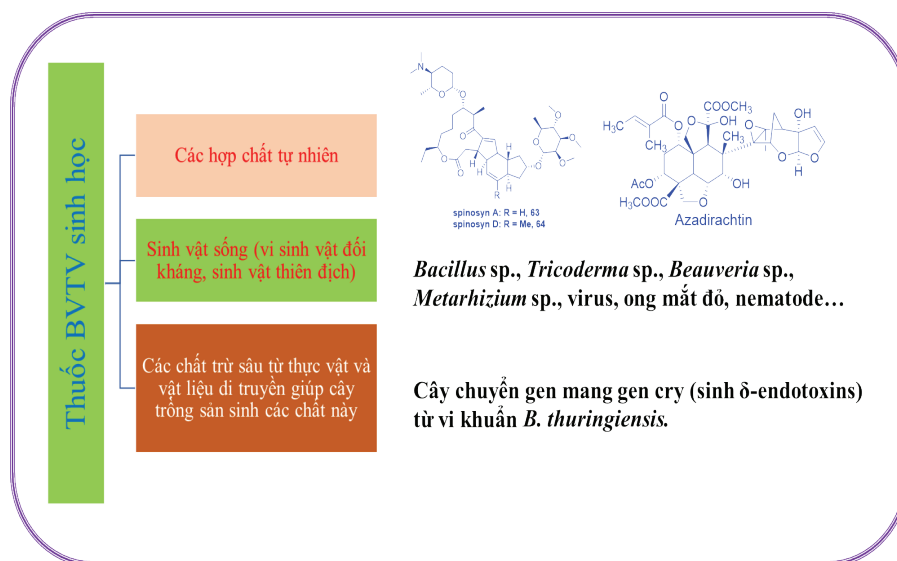 Thuốc BVTV sinh học
Các hợp chất tự nhiên
Sinh vật sống (vi sinh vật đối
kháng, sinh vật thiên địch)
Các chất trừ sâu từ thực vật và
vật liệu di truyền giúp cây
trồng sản sinh các chất này
N
O
O
O
O
O
H
H
H
H
R
O
O
O
O
O
spinosyn A: R = H, 63
spinosyn D: R = Me, 64
O
H₃C
CH₃
O
O
COOCH₃
OH
CH₃
O
OH
O
O
H
O
AcO
H₃COOC
O
OH
Azadirachtin
Bacillus sp., Tricoderma sp., Beauveria sp.,
Metarhizium sp., virus, ong mắt đỏ, nematode…
Cây chuyển gen mang gen cry (sinh δ-endotoxins)
từ vi khuẩn B. thuringiensis.